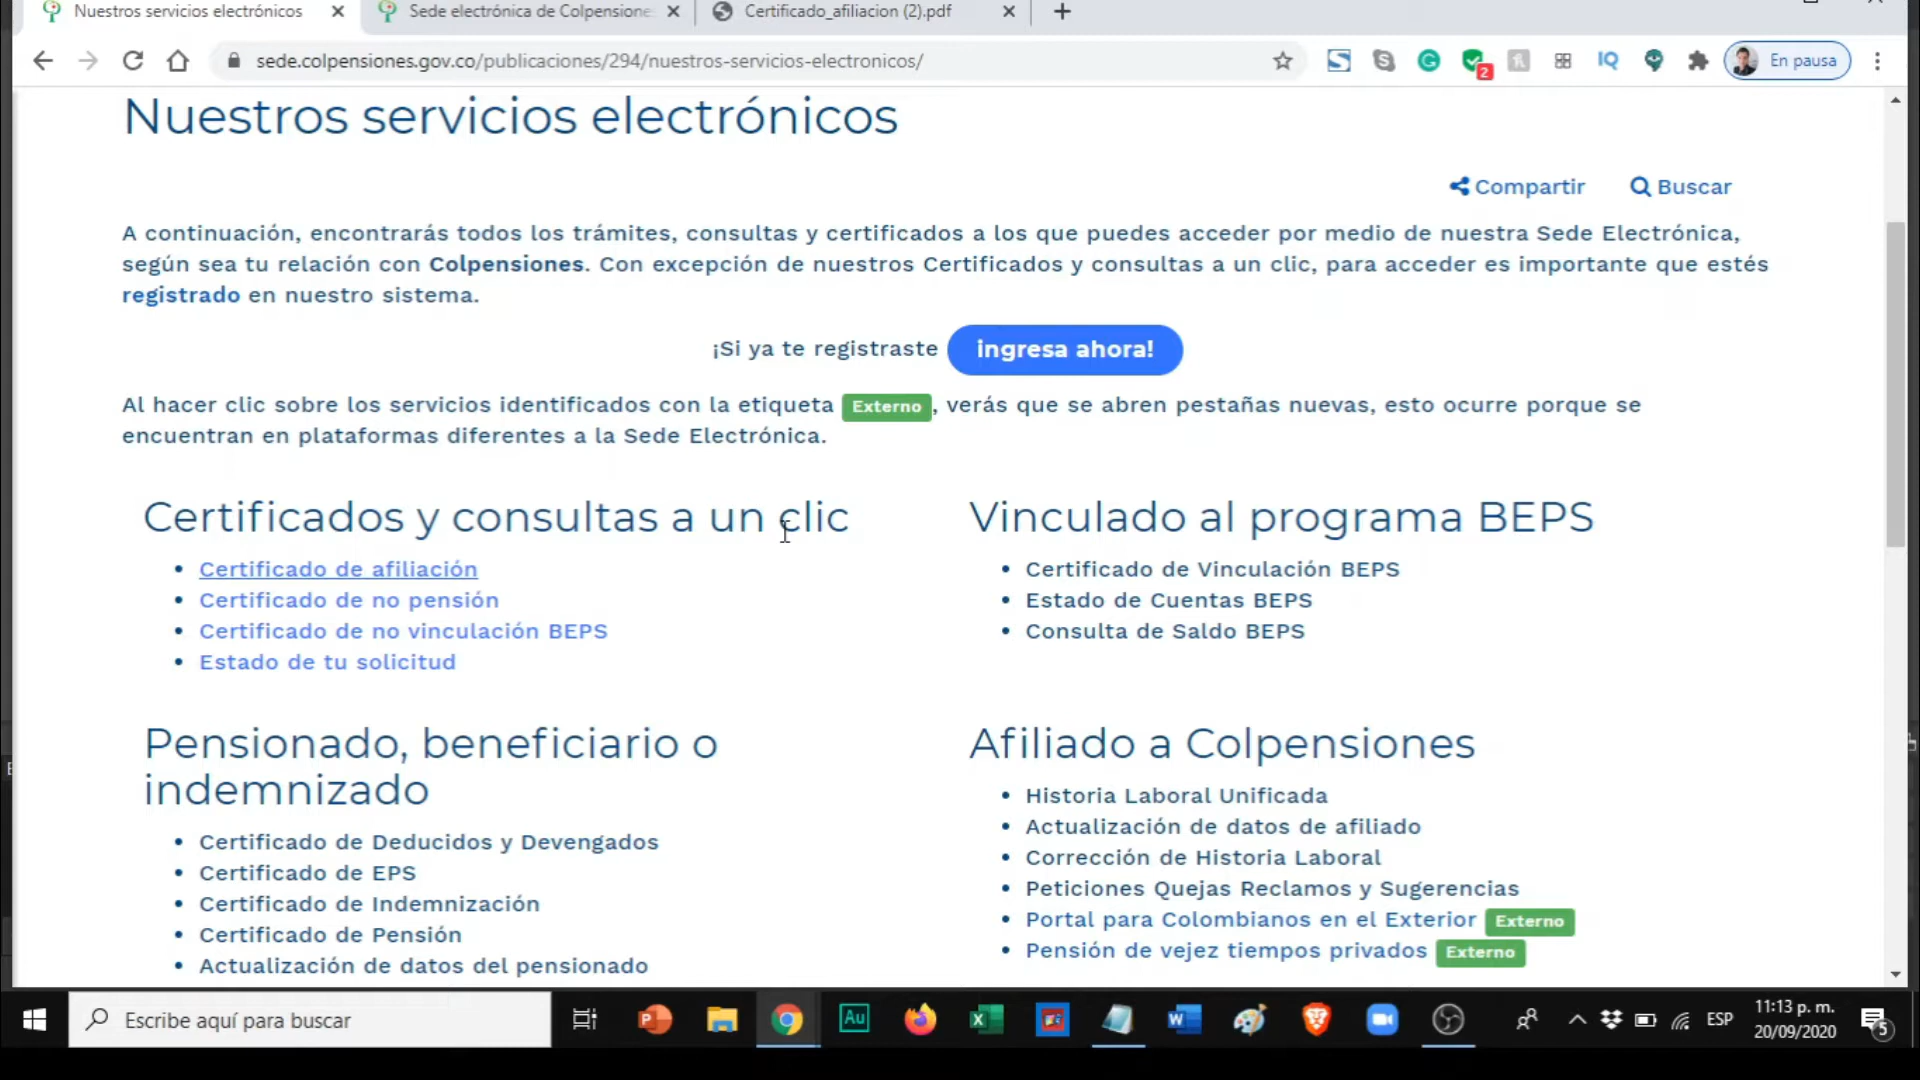 Nuestros servicios electrónicos
Sede electrónica de Colpensione
Certificado_afiliacion (2).pdf
sede.colpensiones.gov.co/publicaciones/294/nuestros-servicios-electronicos/
2
IQ
En pausa
Nuestros servicios electrónicos
Compartir
Buscar
A continuación, encontrarás todos los trámites, consultas y certificados a los que puedes acceder por medio de nuestra Sede Electrónica,
según sea tu relación con Colpensiones. Con excepción de nuestros Certificados y consultas a un clic, para acceder es importante que estés
registrado en nuestro sistema.
¡Si ya te registraste ingresa ahora!
Al hacer clic sobre los servicios identificados con la etiqueta Externo, verás que se abren pestañas nuevas, esto ocurre porque se
encuentran en plataformas diferentes a la Sede Electrónica.
Certificados y consultas a un clic
• Certificado de afiliación
• Certificado de no pensión
• Certificado de no vinculación BEPS
• Estado de tu solicitud
Vinculado al programa BEPS
• Certificado de Vinculación BEPS
• Estado de Cuentas BEPS
• Consulta de Saldo BEPS
Pensionado, beneficiario o
indemnizado
• Certificado de Deducidos y Devengados
• Certificado de EPS
• Certificado de Indemnización
• Certificado de Pensión
• Actualización de datos del pensionado
Afiliado a Colpensiones
• Historia Laboral Unificada
• Actualización de datos de afiliado
• Corrección de Historia Laboral
• Peticiones Quejas Reclamos y Sugerencias
• Portal para Colombianos en el Exterior Externo
• Pensión de vejez tiempos privados Externo
Escribe aquí para buscar
Au
ESP
11:13 p. m.
20/09/2020
5